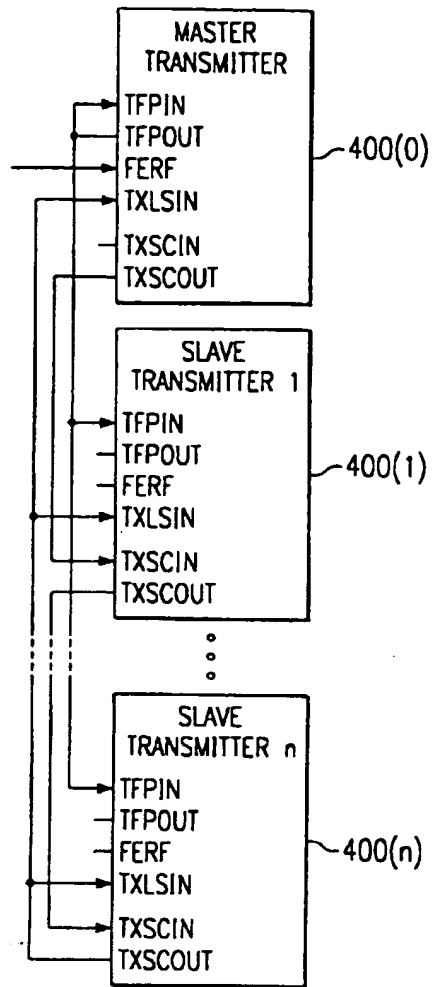 MASTER
TRANSMITTER
TFPIN
TFPOUT
FERF
TXLSIN
TXSCIN
TXSCOUT
400(0)
SLAVE
TRANSMITTER 1
TFPIN
TFPOUT
FERF
TXLSIN
TXSCIN
TXSCOUT
400(1)
SLAVE
TRANSMITTER n
TFPIN
TFPOUT
FERF
TXLSIN
TXSCIN
TXSCOUT
400(n)